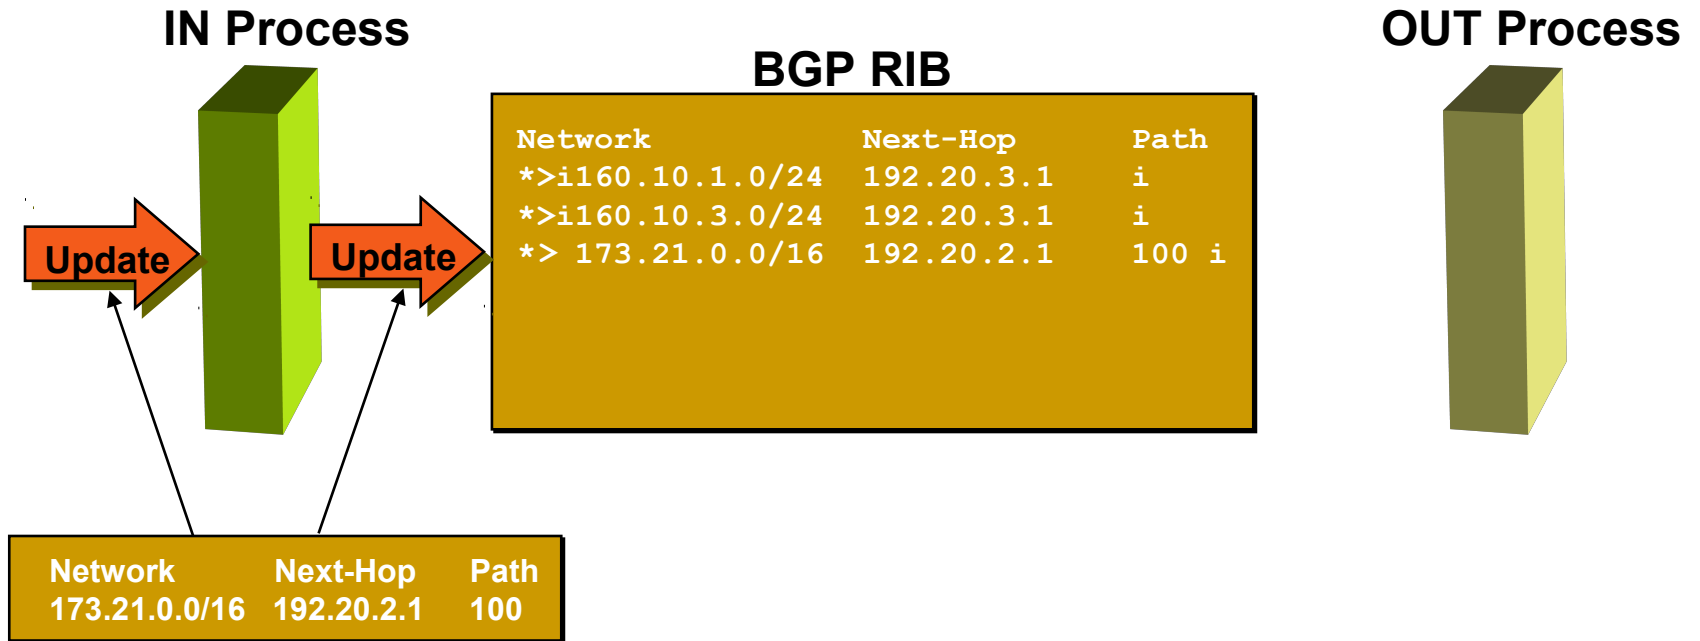 IN Process
OUT Process
BGP RIB
Network Next-Hop Path
*>i160.10.1.0/24 192.20.3.1 i
*>i160.10.3.0/24 192.20.3.1 i
*> 173.21.0.0/16 192.20.2.1 100 i
Update
Update
Network Next-Hop Path
173.21.0.0/16 192.20.2.1 100